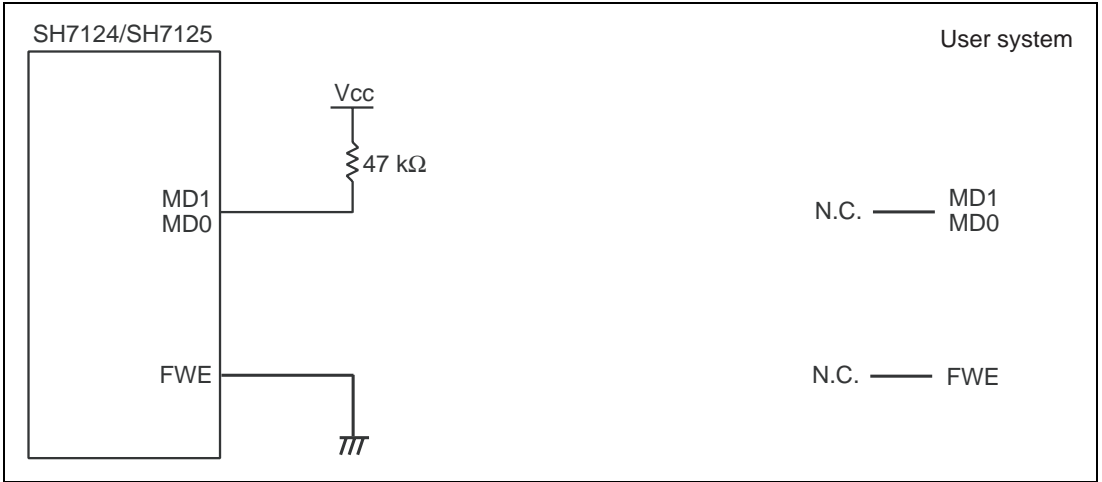 SH7124/SH7125
User system
Vcc
47 kΩ
MD1
MD0
N.C.
MD1
MD0
FWE
N.C.
FWE